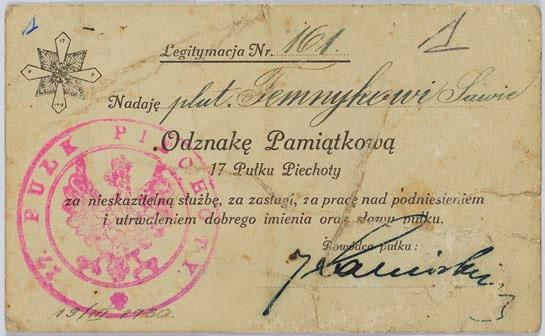 1
1
Legitymacja Nr. 161.
Nadaję plut. Temnykowi Sawie
Odznakę Pamiątkową
17 Pułku Piechoty
za nieskazitelną służbę, za zasługi, za pracę nad podniesieniem
i utrwaleniem dobrego imienia oraz sławy pułku.
Dowódca pułku:
17. PUŁK PIECHOTY.